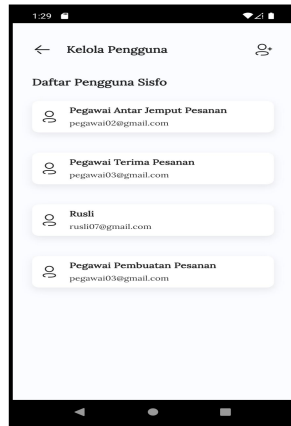 1:29
Kelola Pengguna
Daftar Pengguna Sisfo
Pegawai Antar Jemput Pesanan
pegawai02@gmail.com
Pegawai Terima Pesanan
pegawai03@gmail.com
Rusli
rusli07@gmail.com
Pegawai Pembuatan Pesanan
pegawai03@gmail.com